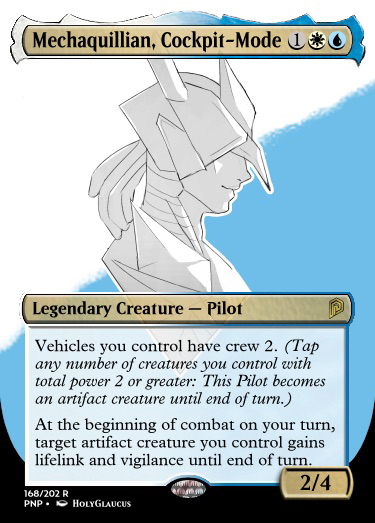 Mechaquillian, Cockpit-Mode 1
Legendary Creature — Pilot
Vehicles you control have crew 2. (Tap
any number of creatures you control with
total power 2 or greater: This Pilot becomes
an artifact creature until end of turn.)
At the beginning of combat on your turn,
target artifact creature you control gains
lifelink and vigilance until end of turn.
2/4
168/202 R
PNP • HolyGlaucus